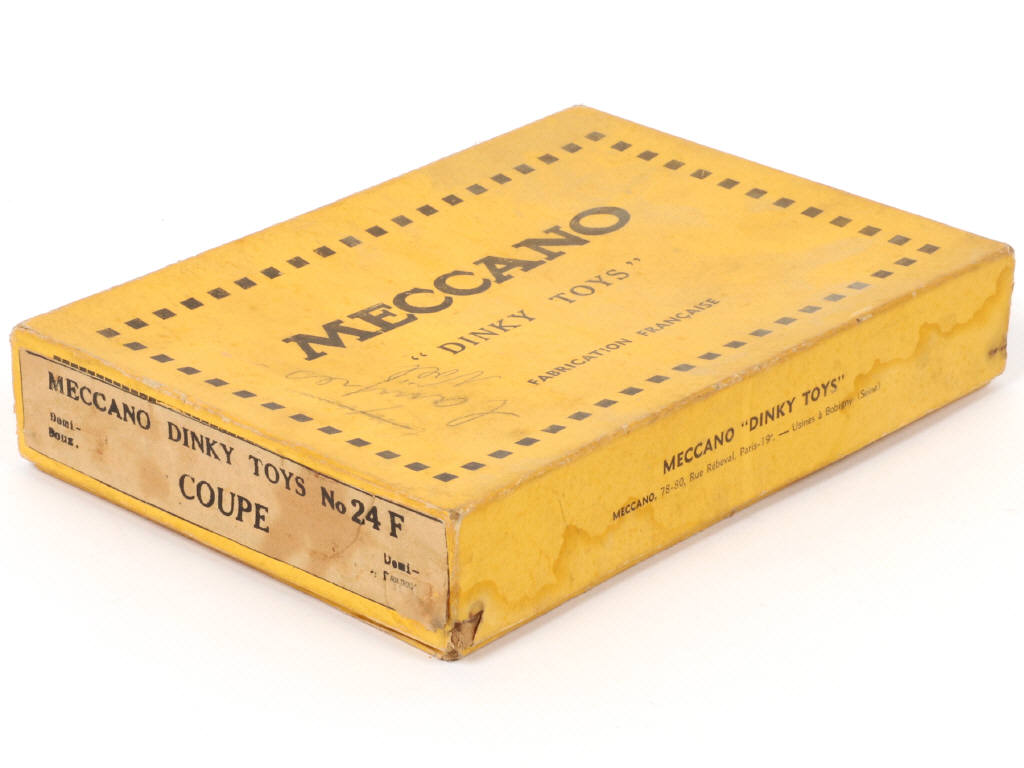 MECCANO
"DINKY TOYS"
FABRICATION FRANÇAISE
MECCANO DINKY TOYS No 24 F
Demi-
Douz.
COUPE
Demi-
MECCANO "DINKY TOYS"
MECCANO, 78-80, Rue Rébeval, Paris-19e. — Usines à Bobigny. (Seine)